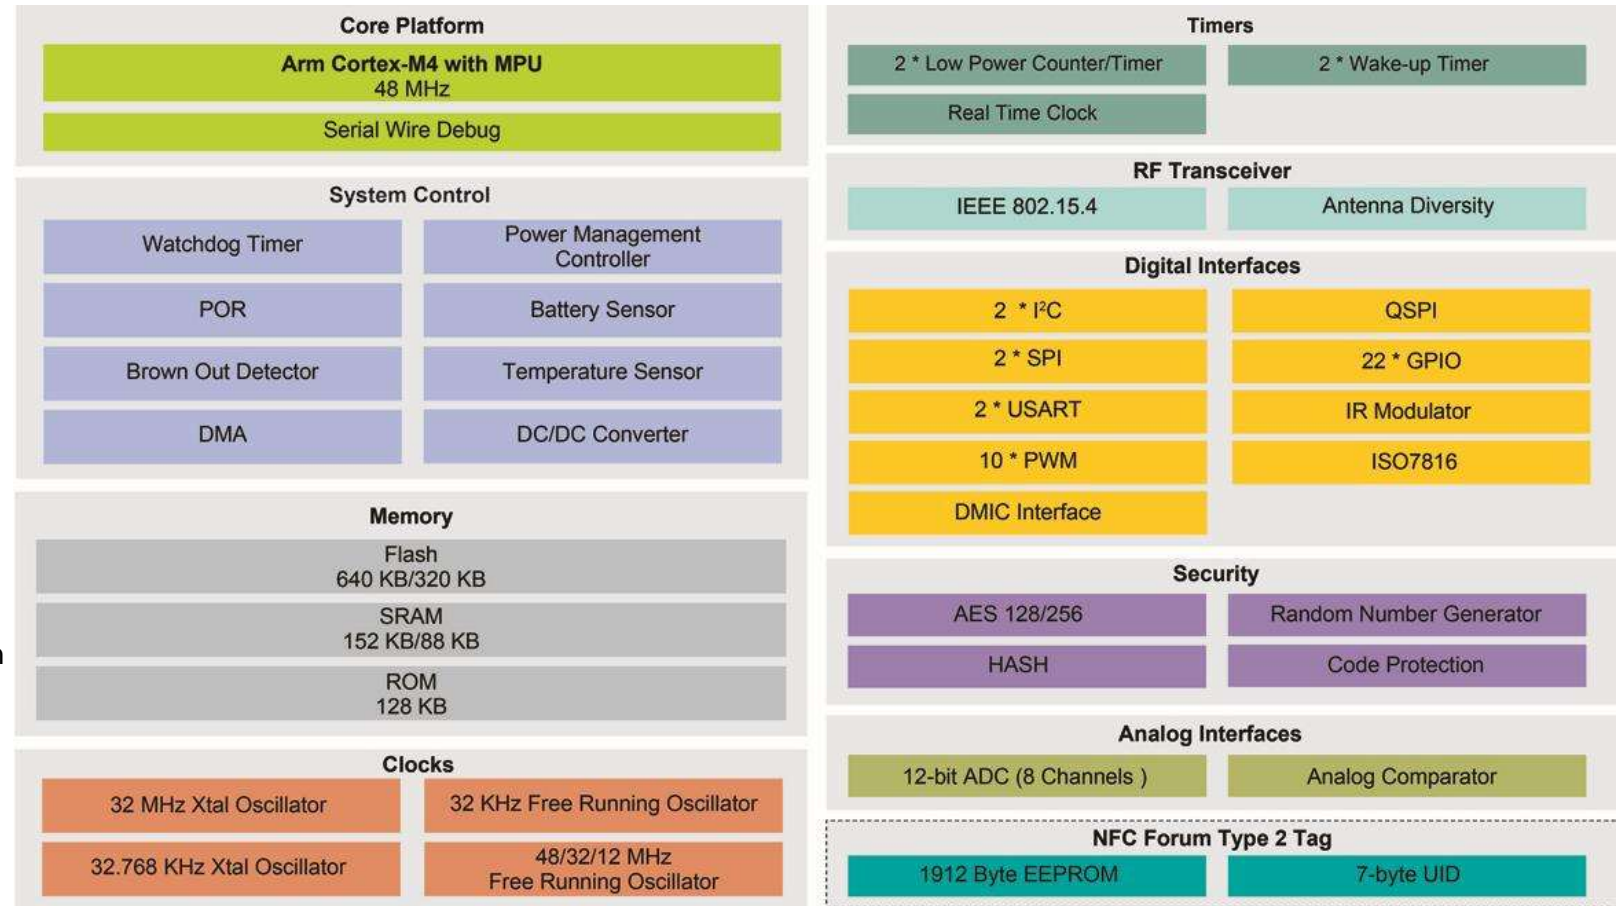 Core Platform
Arm Cortex-M4 with MPU
48 MHz
Serial Wire Debug
System Control
Watchdog Timer
Power Management
Controller
POR
Battery Sensor
Brown Out Detector
Temperature Sensor
DMA
DC/DC Converter
Memory
Flash
640 KB/320 KB
SRAM
152 KB/88 KB
ROM
128 KB
Clocks
32 MHz Xtal Oscillator
32 KHz Free Running Oscillator
32.768 KHz Xtal Oscillator
48/32/12 MHz
Free Running Oscillator
Timers
2 * Low Power Counter/Timer
2 * Wake-up Timer
Real Time Clock
RF Transceiver
IEEE 802.15.4
Antenna Diversity
Digital Interfaces
2 * I²C
QSPI
2 * SPI
22 * GPIO
2 * USART
IR Modulator
10 * PWM
ISO7816
DMIC Interface
Security
AES 128/256
Random Number Generator
HASH
Code Protection
Analog Interfaces
12-bit ADC (8 Channels )
Analog Comparator
NFC Forum Type 2 Tag
1912 Byte EEPROM
7-byte UID